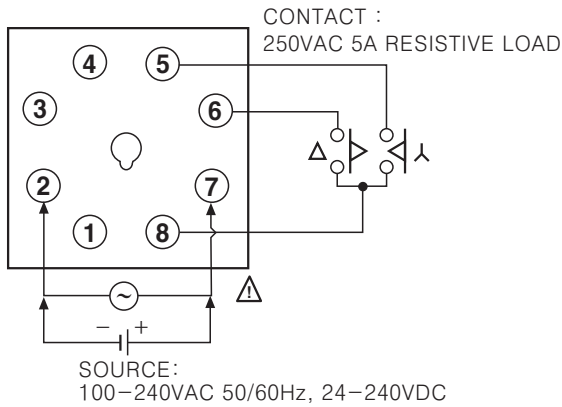 CONTACT :
250VAC 5A RESISTIVE LOAD
4 5
3 6
2 7
1 8
Δ
⅄
~
!
− +
SOURCE:
100−240VAC 50/60Hz, 24−240VDC